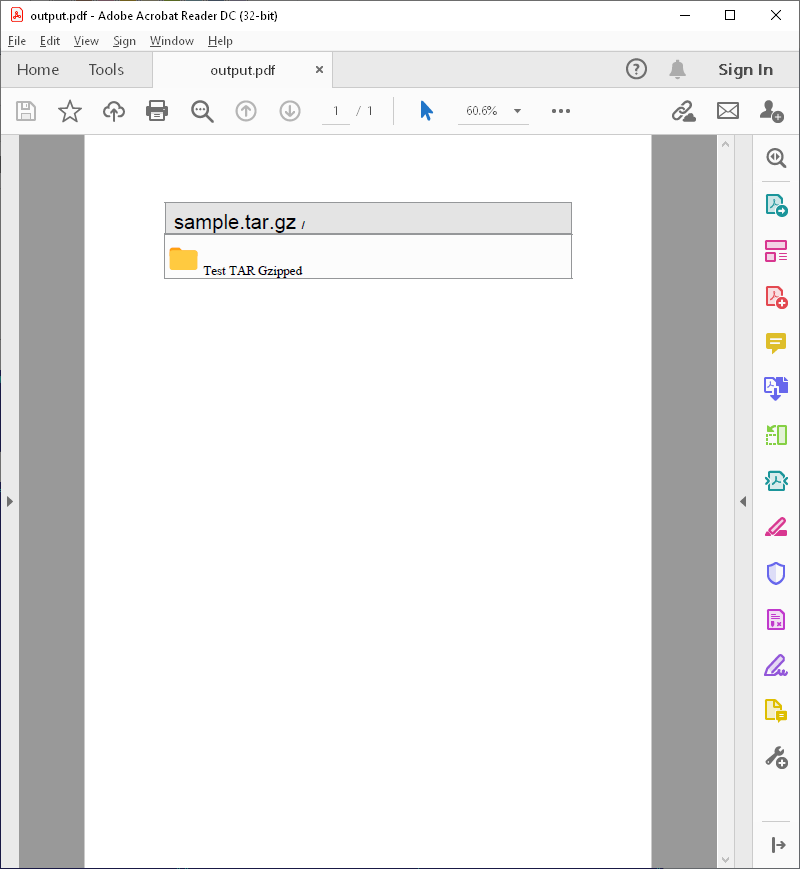 output.pdf - Adobe Acrobat Reader DC (32-bit)
File Edit View Sign Window Help
Home Tools output.pdf × ? Sign In
1 / 1 60.6%
sample.tar.gz /
Test TAR Gzipped